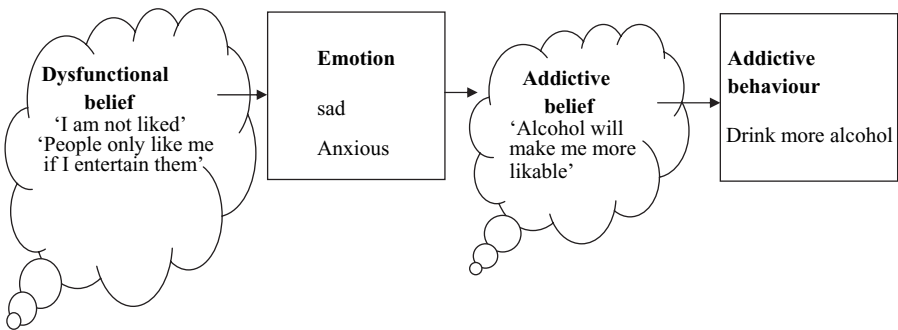 Dysfunctional
belief
‘I am not liked’
‘People only like me
if I entertain them’
Emotion
sad
Anxious
Addictive
belief
‘Alcohol will
make me more
likable’
Addictive
behaviour
Drink more alcohol